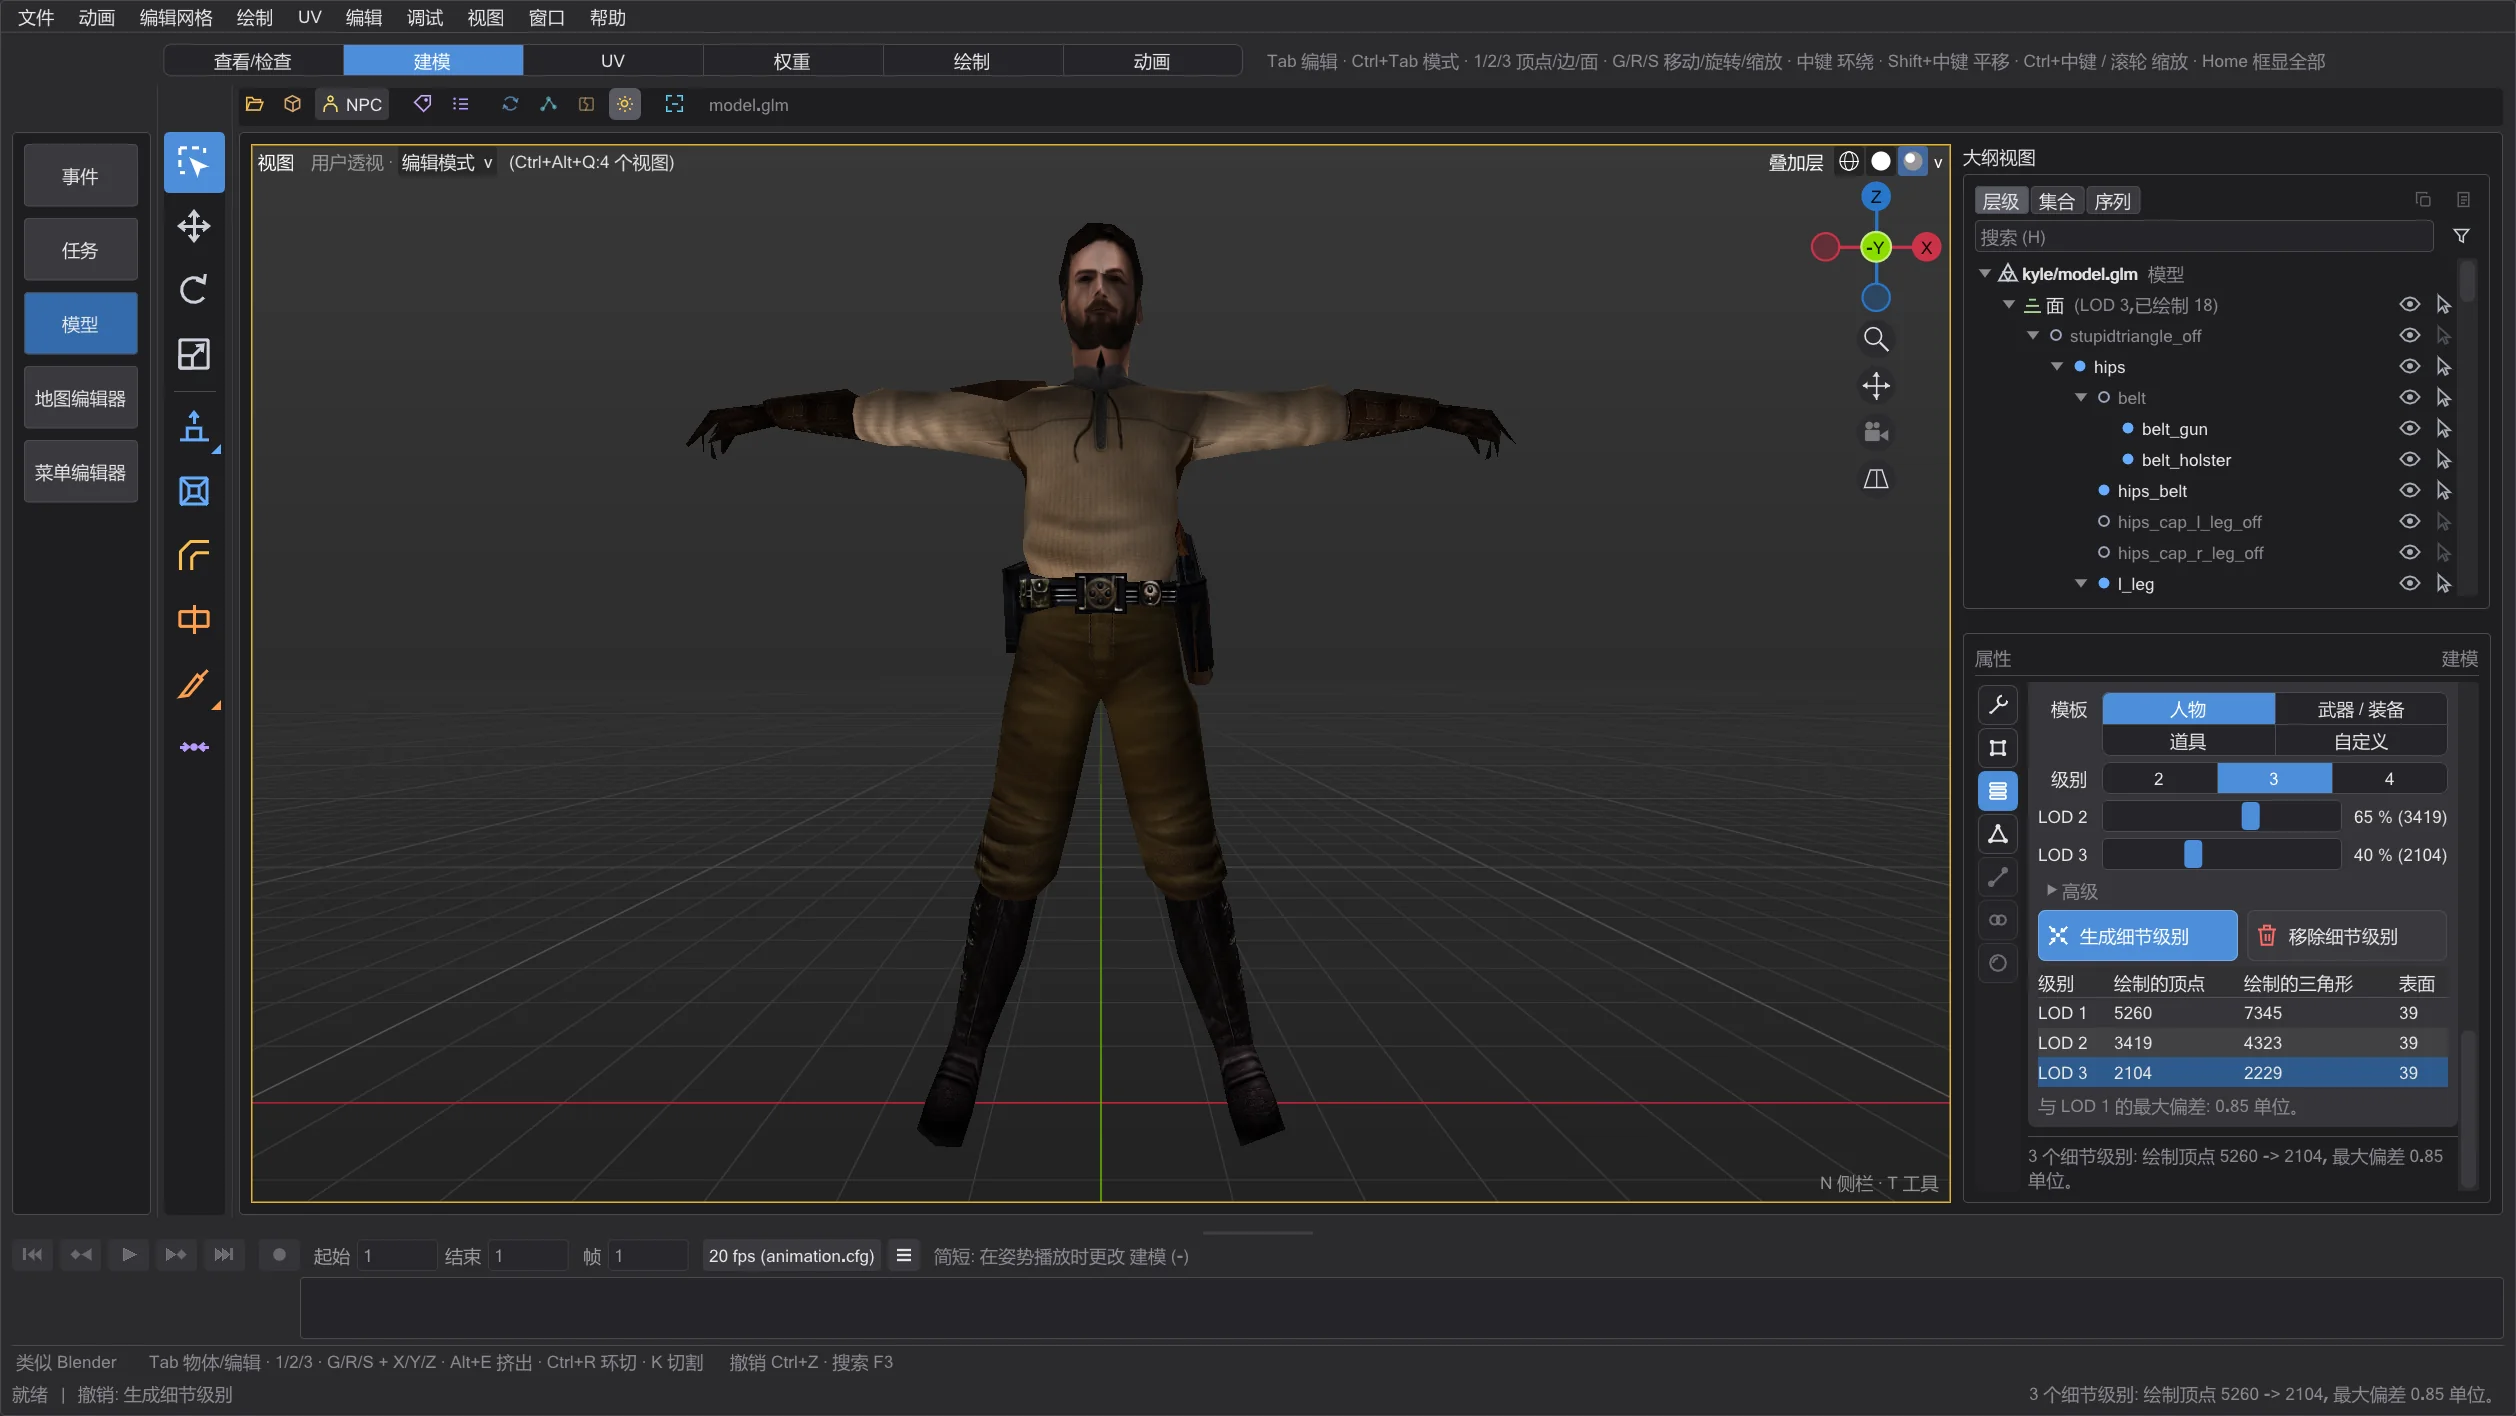 文件 动画 编辑网格 绘制 UV 编辑 调试 视图 窗口 帮助
查看/检查 建模 UV 权重 绘制 动画 Tab 编辑 · Ctrl+Tab 模式 · 1/2/3 顶点/边/面 · G/R/S 移动/旋转/缩放 · 中键 环绕 · Shift+中键 平移 · Ctrl+中键 / 滚轮 缩放 · Home 框显全部
NPC model.glm
事件
任务
模型
地图编辑器
菜单编辑器
视图 用户透视 · 编辑模式 v (Ctrl+Alt+Q:4 个视图) 叠加层 v
Z
-Y X
N 侧栏 · T 工具
大纲视图
层级 集合 序列
搜索 (H)
kyle/model.glm 模型
面 (LOD 3,已绘制 18)
stupidtriangle_off
hips
belt
belt_gun
belt_holster
hips_belt
hips_cap_l_leg_off
hips_cap_r_leg_off
l_leg
属性 建模
模板 人物 武器 / 装备
道具 自定义
级别 2 3 4
LOD 2 65 % (3419)
LOD 3 40 % (2104)
高级
生成细节级别 移除细节级别
级别 绘制的顶点 绘制的三角形 表面
LOD 1 5260 7345 39
LOD 2 3419 4323 39
LOD 3 2104 2229 39
与 LOD 1 的最大偏差: 0.85 单位。
3 个细节级别: 绘制顶点 5260 -> 2104, 最大偏差 0.85
单位。
起始 1 结束 1 帧 1 20 fps (animation.cfg) 简短: 在姿势播放时更改 建模 (-)
类似 Blender Tab 物体/编辑 · 1/2/3 · G/R/S + X/Y/Z · Alt+E 挤出 · Ctrl+R 环切 · K 切割 撤销 Ctrl+Z · 搜索 F3
就绪 | 撤销: 生成细节级别 3 个细节级别: 绘制顶点 5260 -> 2104, 最大偏差 0.85 单位。